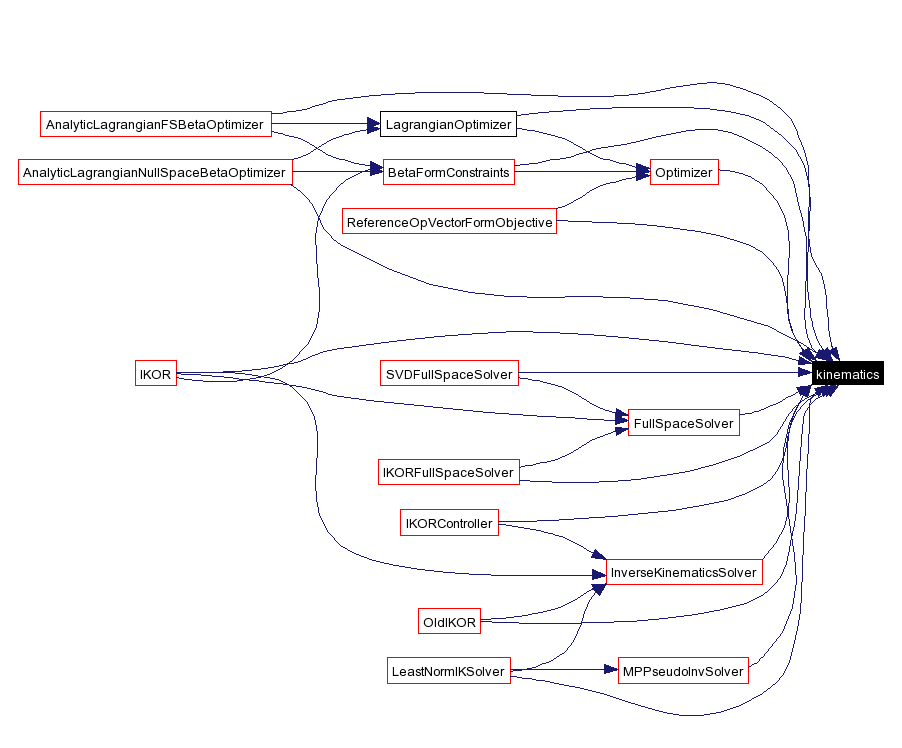 AnalyticLagrangianFSBetaOptimizer
LagrangianOptimizer
AnalyticLagrangianNullSpaceBetaOptimizer
BetaFormConstraints
Optimizer
ReferenceOpVectorFormObjective
IKOR
SVDFullSpaceSolver
kinematics
FullSpaceSolver
IKORFullSpaceSolver
IKORController
InverseKinematicsSolver
OldIKOR
LeastNormIKSolver
MPPseudoInvSolver